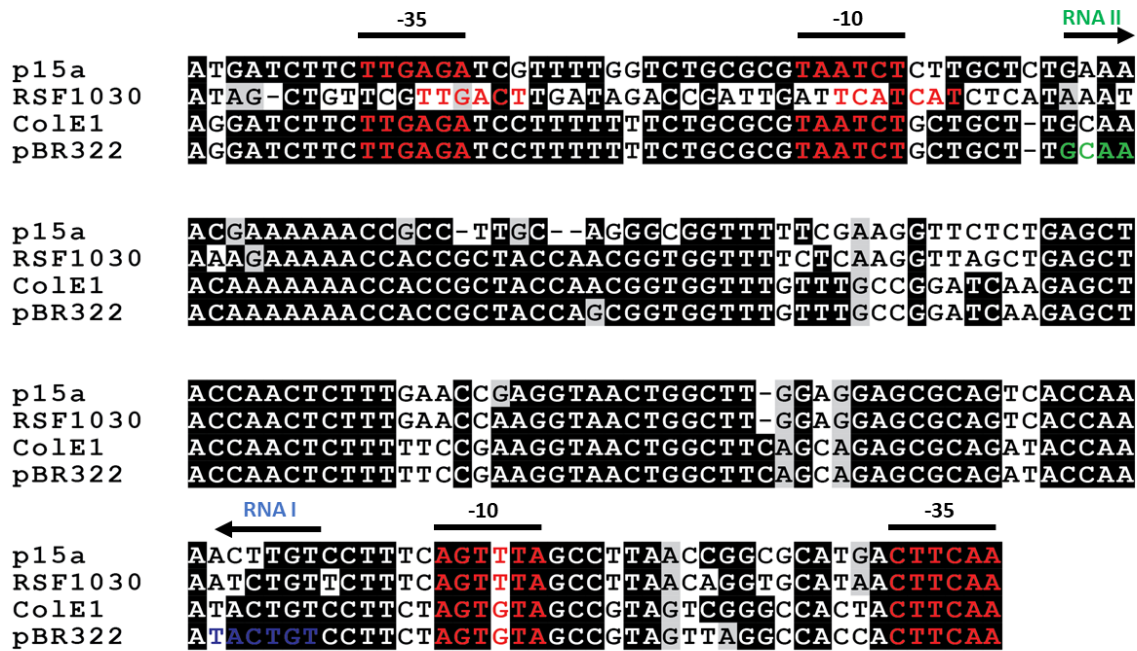 -35 -10 RNA II
p15a ATGATCTTCTTGAGATCGTTTTGGTCTGCGCGTAATCTCTTGCTCTGAAA
RSF1030 ATAG-CTGTTCGTTGACTTGATAGACCGATTGATTCATCATCTCATAAAT
ColE1 AGGATCTTCTTGAGATCCTTTTTTTCTGCGCGTAATCTGCTGCT-TGCAA
pBR322 AGGATCTTCTTGAGATCCTTTTTTTCTGCGCGTAATCTGCTGCT-TGCAA
p15a ACGAAAAAACCGCC-TTGC--AGGGCGGTTTTTCGAAGGTTCTCTGAGCT
RSF1030 AAAGAAAAACCACCGCTACCAACGGTGGTTTTCTCAAGGTTAGCTGAGCT
ColE1 ACAAAAAAACCACCGCTACCAACGGTGGTTTGTTTGCCGGATCAAGAGCT
pBR322 ACAAAAAAACCACCGCTACCAGCGGTGGTTTGTTTGCCGGATCAAGAGCT
p15a ACCAACTCTTTGAACCGAGGTAACTGGCTT-GGAGGAGCGCAGTCACCAA
RSF1030 ACCAACTCTTTGAACCAAGGTAACTGGCTT-GGAGGAGCGCAGTCACCAA
ColE1 ACCAACTCTTTTTCCGAAGGTAACTGGCTTCAGCAGAGCGCAGATACCAA
pBR322 ACCAACTCTTTTTCCGAAGGTAACTGGCTTCAGCAGAGCGCAGATACCAA
RNA I -10 -35
p15a AACTTGTCCTTTCAGTTTAGCCTTAACCGGCGCATGACTTCAA
RSF1030 AATCTGTTCTTTCAGTTTAGCCTTAACAGGTGCATAACTTCAA
ColE1 ATACTGTCCTTCTAGTGTAGCCGTAGTCGGGCCACTACTTCAA
pBR322 ATACTGTCCTTCTAGTGTAGCCGTAGTTAGGCCACCACTTCAA